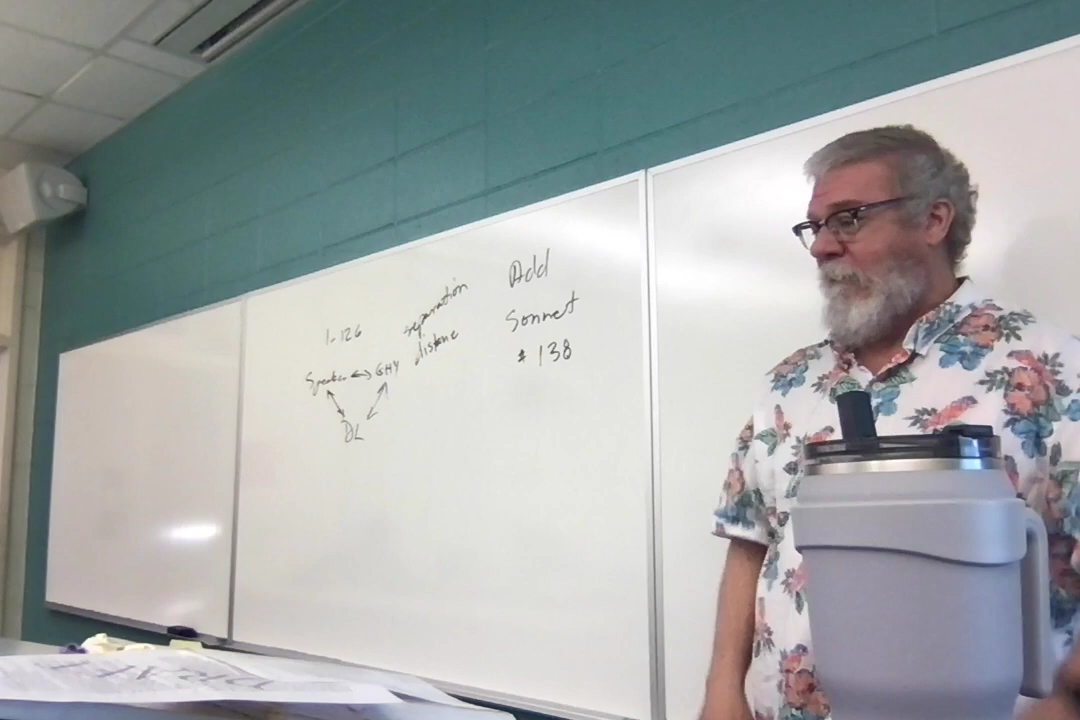 1-126
Speaker ↔ GHY
DL
separation
distance
Add
Sonnet
# 138